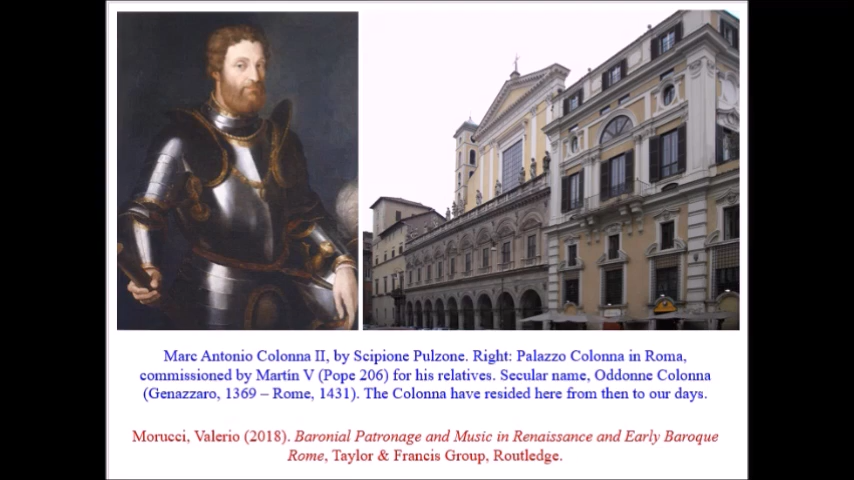 Marc Antonio Colonna II, by Scipione Pulzone. Right: Palazzo Colonna in Roma,
commissioned by Martin V (Pope 206) for his relatives. Secular name, Oddonne Colonna
(Genazzaro, 1369 – Rome, 1431). The Colonna have resided here from then to our days.
Morucci, Valerio (2018). Baronial Patronage and Music in Renaissance and Early Baroque
Rome, Taylor & Francis Group, Routledge.